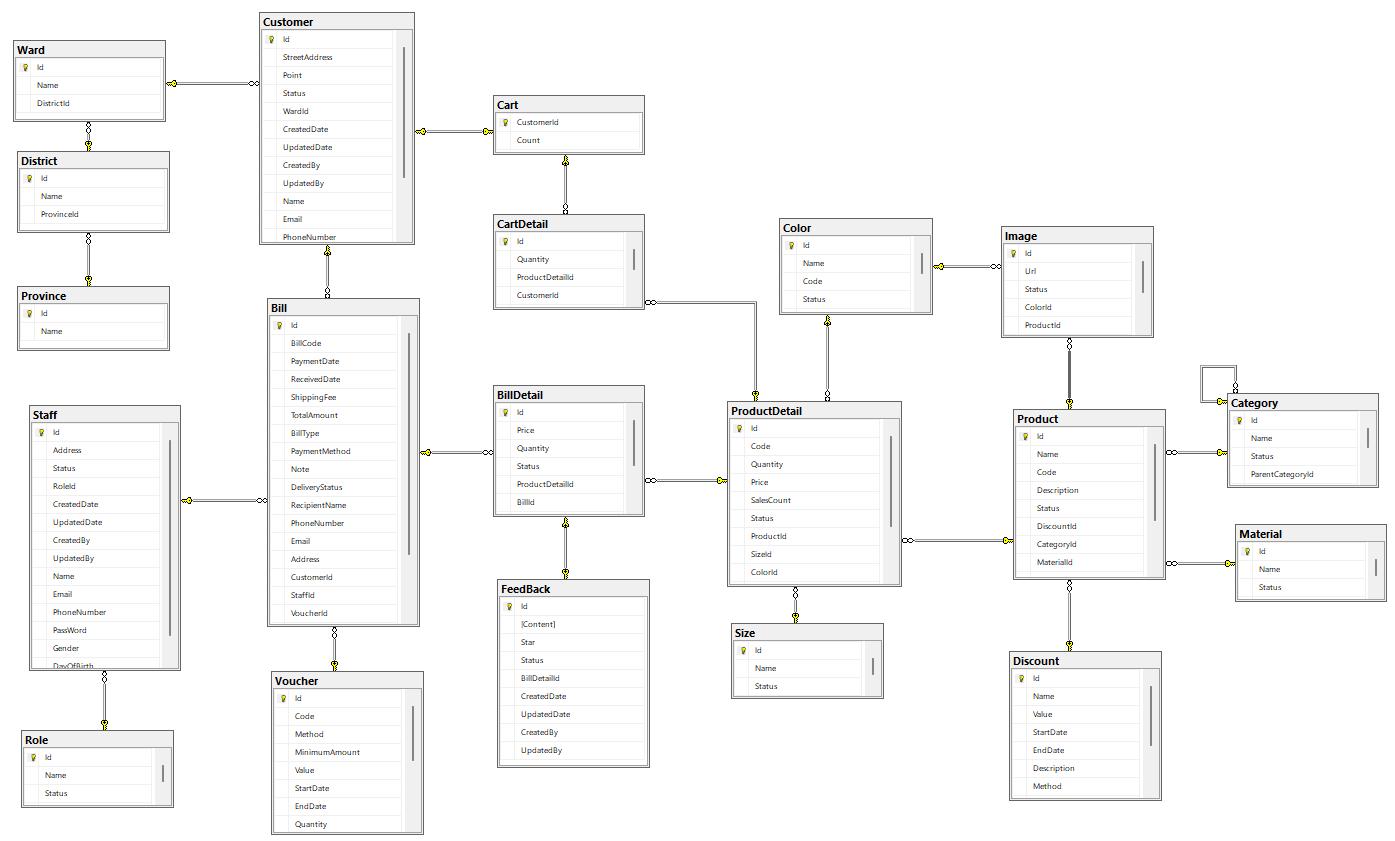 Customer
Id
StreetAddress
Point
Status
WardId
CreatedDate
UpdatedDate
CreatedBy
UpdatedBy
Name
Email
PhoneNumber
Ward
Id
Name
DistrictId
District
Id
Name
ProvinceId
Province
Id
Name
Cart
CustomerId
Count
CartDetail
Id
Quantity
ProductDetailId
CustomerId
Color
Id
Name
Code
Status
Image
Id
Url
Status
ColorId
ProductId
Bill
Id
BillCode
PaymentDate
ReceivedDate
ShippingFee
TotalAmount
BillType
PaymentMethod
Note
DeliveryStatus
RecipientName
PhoneNumber
Email
Address
CustomerId
StaffId
VoucherId
Staff
Id
Address
Status
RoleId
CreatedDate
UpdatedDate
CreatedBy
UpdatedBy
Name
Email
PhoneNumber
PassWord
Gender
DayOfBirth
BillDetail
Id
Price
Quantity
Status
ProductDetailId
BillId
ProductDetail
Id
Code
Quantity
Price
SalesCount
Status
ProductId
SizeId
ColorId
Product
Id
Name
Code
Description
Status
DiscountId
CategoryId
MaterialId
Category
Id
Name
Status
ParentCategoryId
Material
Id
Name
Status
FeedBack
Id
[Content]
Star
Status
BillDetailId
CreatedDate
UpdatedDate
CreatedBy
UpdatedBy
Size
Id
Name
Status
Discount
Id
Name
Value
StartDate
EndDate
Description
Method
Voucher
Id
Code
Method
MinimumAmount
Value
StartDate
EndDate
Quantity
Role
Id
Name
Status